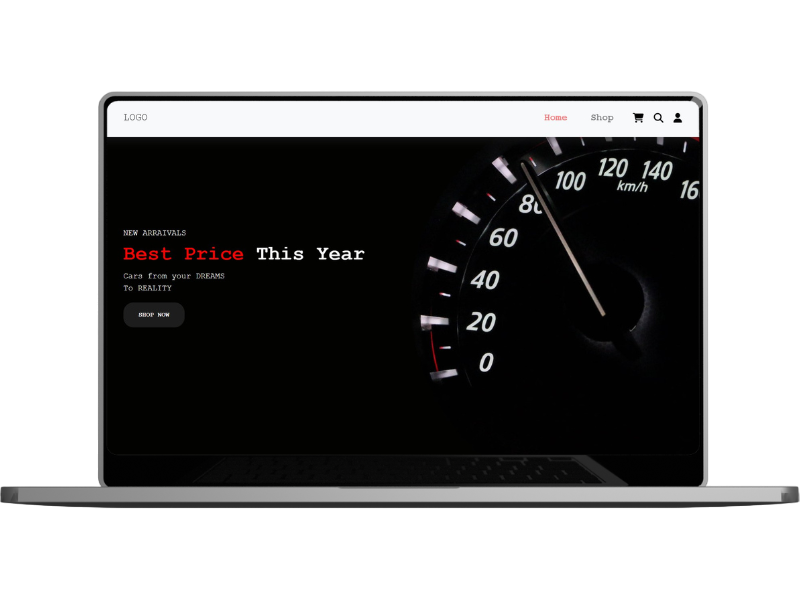 LOGO
Home
Shop
NEW ARRAIVALS
Best Price This Year
Cars from your DREAMS
To REALITY
SHOP NOW
0
20
40
60
80
100
120
140
16
km/h